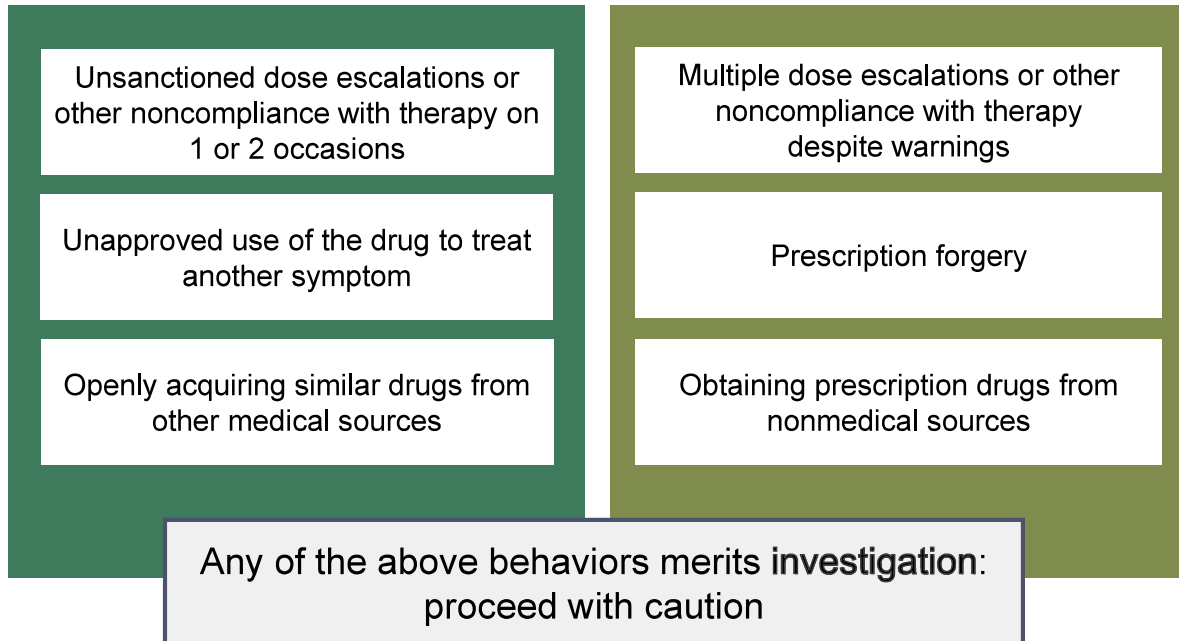 Unsanctioned dose escalations or
other noncompliance with therapy on
1 or 2 occasions
Unapproved use of the drug to treat
another symptom
Openly acquiring similar drugs from
other medical sources
Multiple dose escalations or other
noncompliance with therapy
despite warnings
Prescription forgery
Obtaining prescription drugs from
nonmedical sources
Any of the above behaviors merits investigation:
proceed with caution